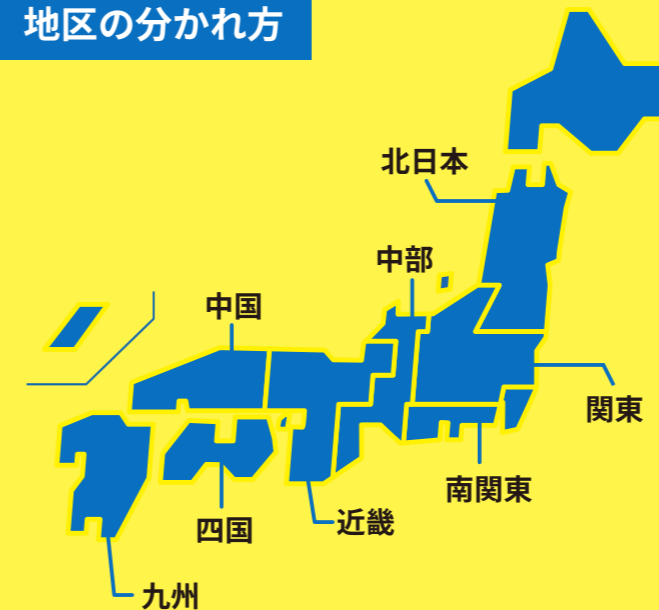 地区の分かれ方
北日本
中部
中国
関東
南関東
近畿
四国
九州